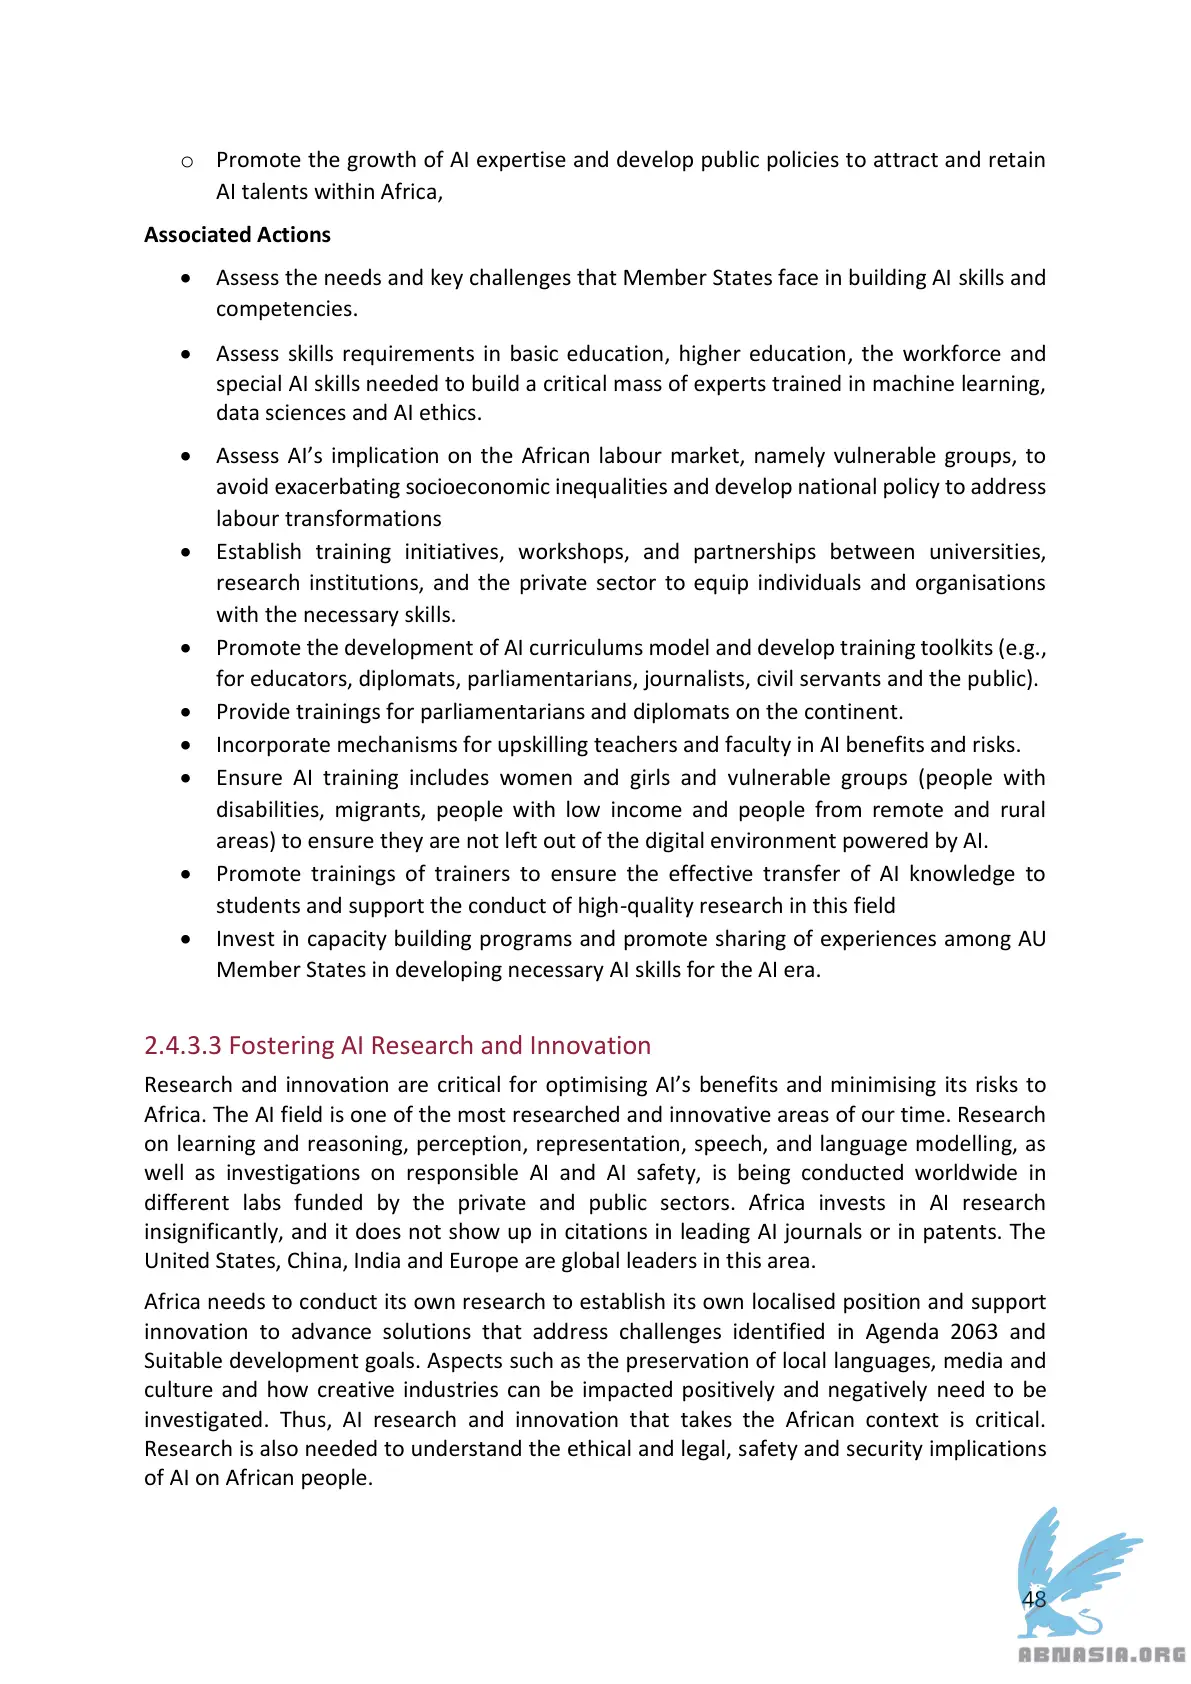 o Promote the growth of AI expertise and develop public policies to attract and retain
AI talents within Africa,
Associated Actions
• Assess the needs and key challenges that Member States face in building AI skills and
competencies.
• Assess skills requirements in basic education, higher education, the workforce and
special AI skills needed to build a critical mass of experts trained in machine learning,
data sciences and AI ethics.
• Assess AI’s implication on the African labour market, namely vulnerable groups, to
avoid exacerbating socioeconomic inequalities and develop national policy to address
labour transformations
• Establish training initiatives, workshops, and partnerships between universities,
research institutions, and the private sector to equip individuals and organisations
with the necessary skills.
• Promote the development of AI curriculums model and develop training toolkits (e.g.,
for educators, diplomats, parliamentarians, journalists, civil servants and the public).
• Provide trainings for parliamentarians and diplomats on the continent.
• Incorporate mechanisms for upskilling teachers and faculty in AI benefits and risks.
• Ensure AI training includes women and girls and vulnerable groups (people with
disabilities, migrants, people with low income and people from remote and rural
areas) to ensure they are not left out of the digital environment powered by AI.
• Promote trainings of trainers to ensure the effective transfer of AI knowledge to
students and support the conduct of high-quality research in this field
• Invest in capacity building programs and promote sharing of experiences among AU
Member States in developing necessary AI skills for the AI era.
2.4.3.3 Fostering AI Research and Innovation
Research and innovation are critical for optimising AI’s benefits and minimising its risks to
Africa. The AI field is one of the most researched and innovative areas of our time. Research
on learning and reasoning, perception, representation, speech, and language modelling, as
well as investigations on responsible AI and AI safety, is being conducted worldwide in
different labs funded by the private and public sectors. Africa invests in AI research
insignificantly, and it does not show up in citations in leading AI journals or in patents. The
United States, China, India and Europe are global leaders in this area.
Africa needs to conduct its own research to establish its own localised position and support
innovation to advance solutions that address challenges identified in Agenda 2063 and
Suitable development goals. Aspects such as the preservation of local languages, media and
culture and how creative industries can be impacted positively and negatively need to be
investigated. Thus, AI research and innovation that takes the African context is critical.
Research is also needed to understand the ethical and legal, safety and security implications
of AI on African people.
48
ABNASIA.ORG